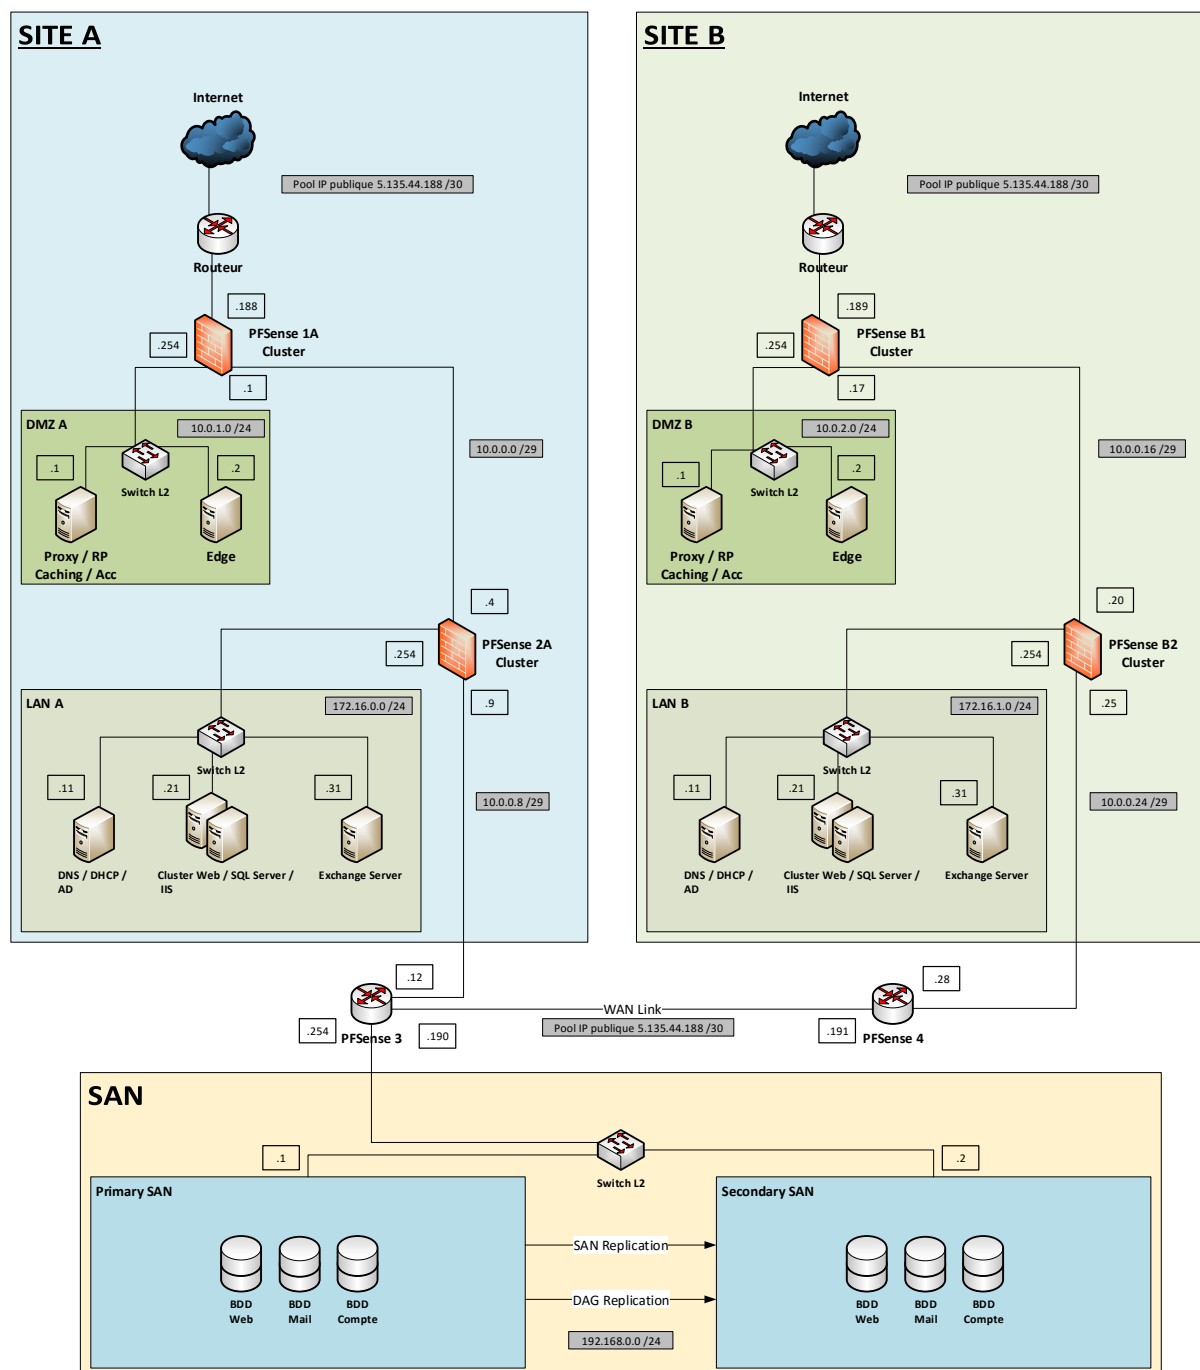 SITE A
Internet
Pool IP publique 5.135.44.188 /30
Routeur
.188
PFSense 1A
Cluster
.254
.1
DMZ A
10.0.1.0 /24
.1
.2
Switch L2
Proxy / RP
Caching / Acc
Edge
10.0.0.0 /29
.4
PFSense 2A
Cluster
.254
.9
LAN A
172.16.0.0 /24
Switch L2
.11
.21
.31
DNS / DHCP /
AD
Cluster Web / SQL Server /
IIS
Exchange Server
10.0.0.8 /29
SITE B
Internet
Pool IP publique 5.135.44.188 /30
Routeur
.189
PFSense B1
Cluster
.254
.17
DMZ B
10.0.2.0 /24
.1
.2
Switch L2
Proxy / RP
Caching / Acc
Edge
10.0.0.16 /29
.20
PFSense B2
Cluster
.254
.25
LAN B
172.16.1.0 /24
Switch L2
.11
.21
.31
DNS / DHCP /
AD
Cluster Web / SQL Server /
IIS
Exchange Server
10.0.0.24 /29
.12
.254
PFSense 3
.190
WAN Link
Pool IP publique 5.135.44.188 /30
.28
.191
PFSense 4
SAN
.1
Switch L2
.2
Primary SAN
BDD
Web
BDD
Mail
BDD
Compte
SAN Replication
DAG Replication
192.168.0.0 /24
Secondary SAN
BDD
Web
BDD
Mail
BDD
Compte